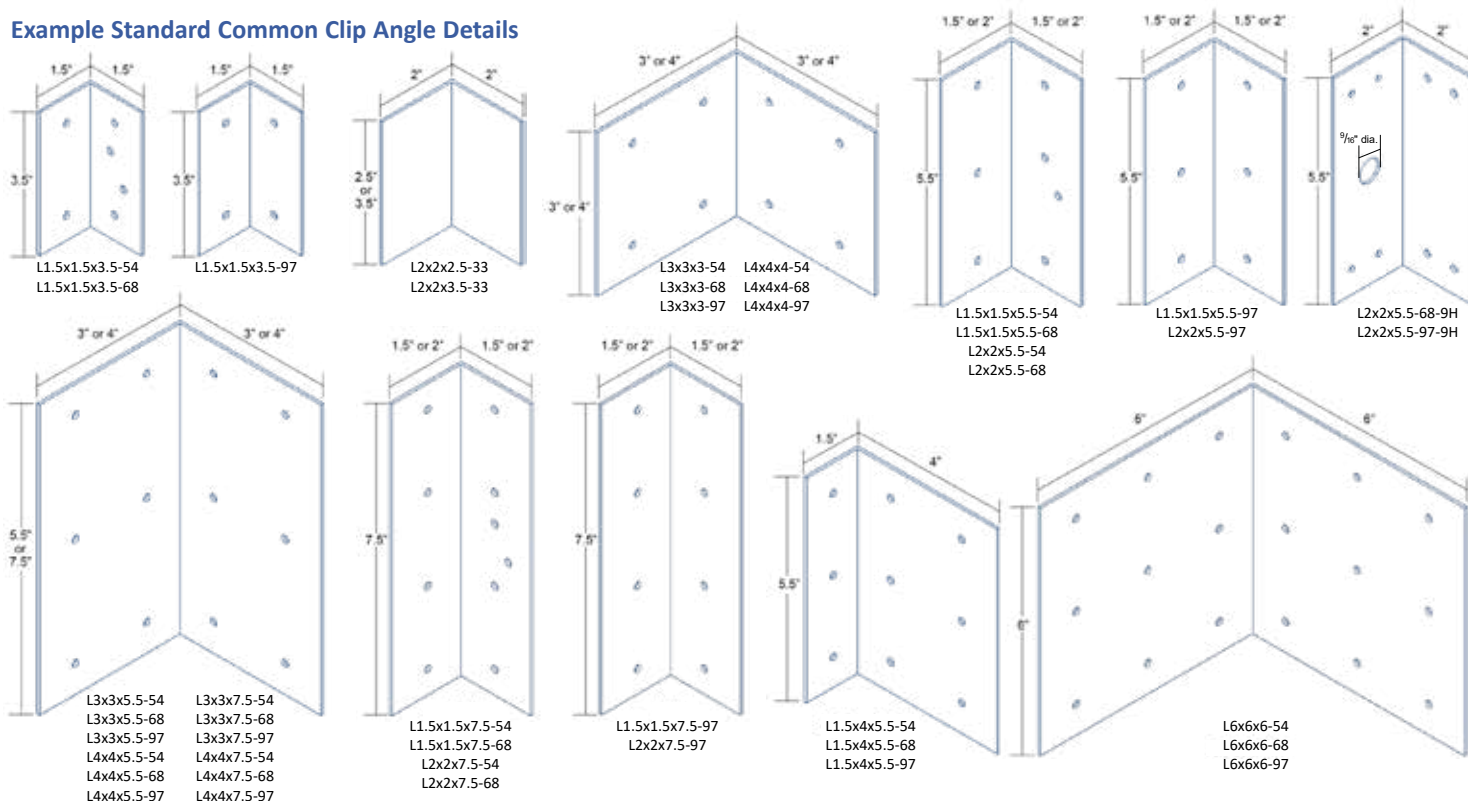 Example Standard Common Clip Angle Details
1.5" 1.5"
3.5"
L1.5x1.5x3.5-54
L1.5x1.5x3.5-68
1.5" 1.5"
3.5"
L1.5x1.5x3.5-97
2" 2"
2.5"
or
3.5"
L2x2x2.5-33
L2x2x3.5-33
3" or 4" 3" or 4"
3" or 4"
L3x3x3-54 L4x4x4-54
L3x3x3-68 L4x4x4-68
L3x3x3-97 L4x4x4-97
1.5" or 2" 1.5" or 2"
5.5"
L1.5x1.5x5.5-54
L1.5x1.5x5.5-68
L2x2x5.5-54
L2x2x5.5-68
1.5" or 2" 1.5" or 2"
5.5"
L1.5x1.5x5.5-97
L2x2x5.5-97
2" 2"
9/16" dia.
5.5"
L2x2x5.5-68-9H
L2x2x5.5-97-9H
3" or 4" 3" or 4"
5.5"
or
7.5"
L3x3x5.5-54 L3x3x7.5-54
L3x3x5.5-68 L3x3x7.5-68
L3x3x5.5-97 L3x3x7.5-97
L4x4x5.5-54 L4x4x7.5-54
L4x4x5.5-68 L4x4x7.5-68
L4x4x5.5-97 L4x4x7.5-97
1.5" or 2" 1.5" or 2"
7.5"
L1.5x1.5x7.5-54
L1.5x1.5x7.5-68
L2x2x7.5-54
L2x2x7.5-68
1.5" or 2" 1.5" or 2"
7.5"
L1.5x1.5x7.5-97
L2x2x7.5-97
1.5" 4"
5.5"
L1.5x4x5.5-54
L1.5x4x5.5-68
L1.5x4x5.5-97
6" 6"
6"
L6x6x6-54
L6x6x6-68
L6x6x6-97